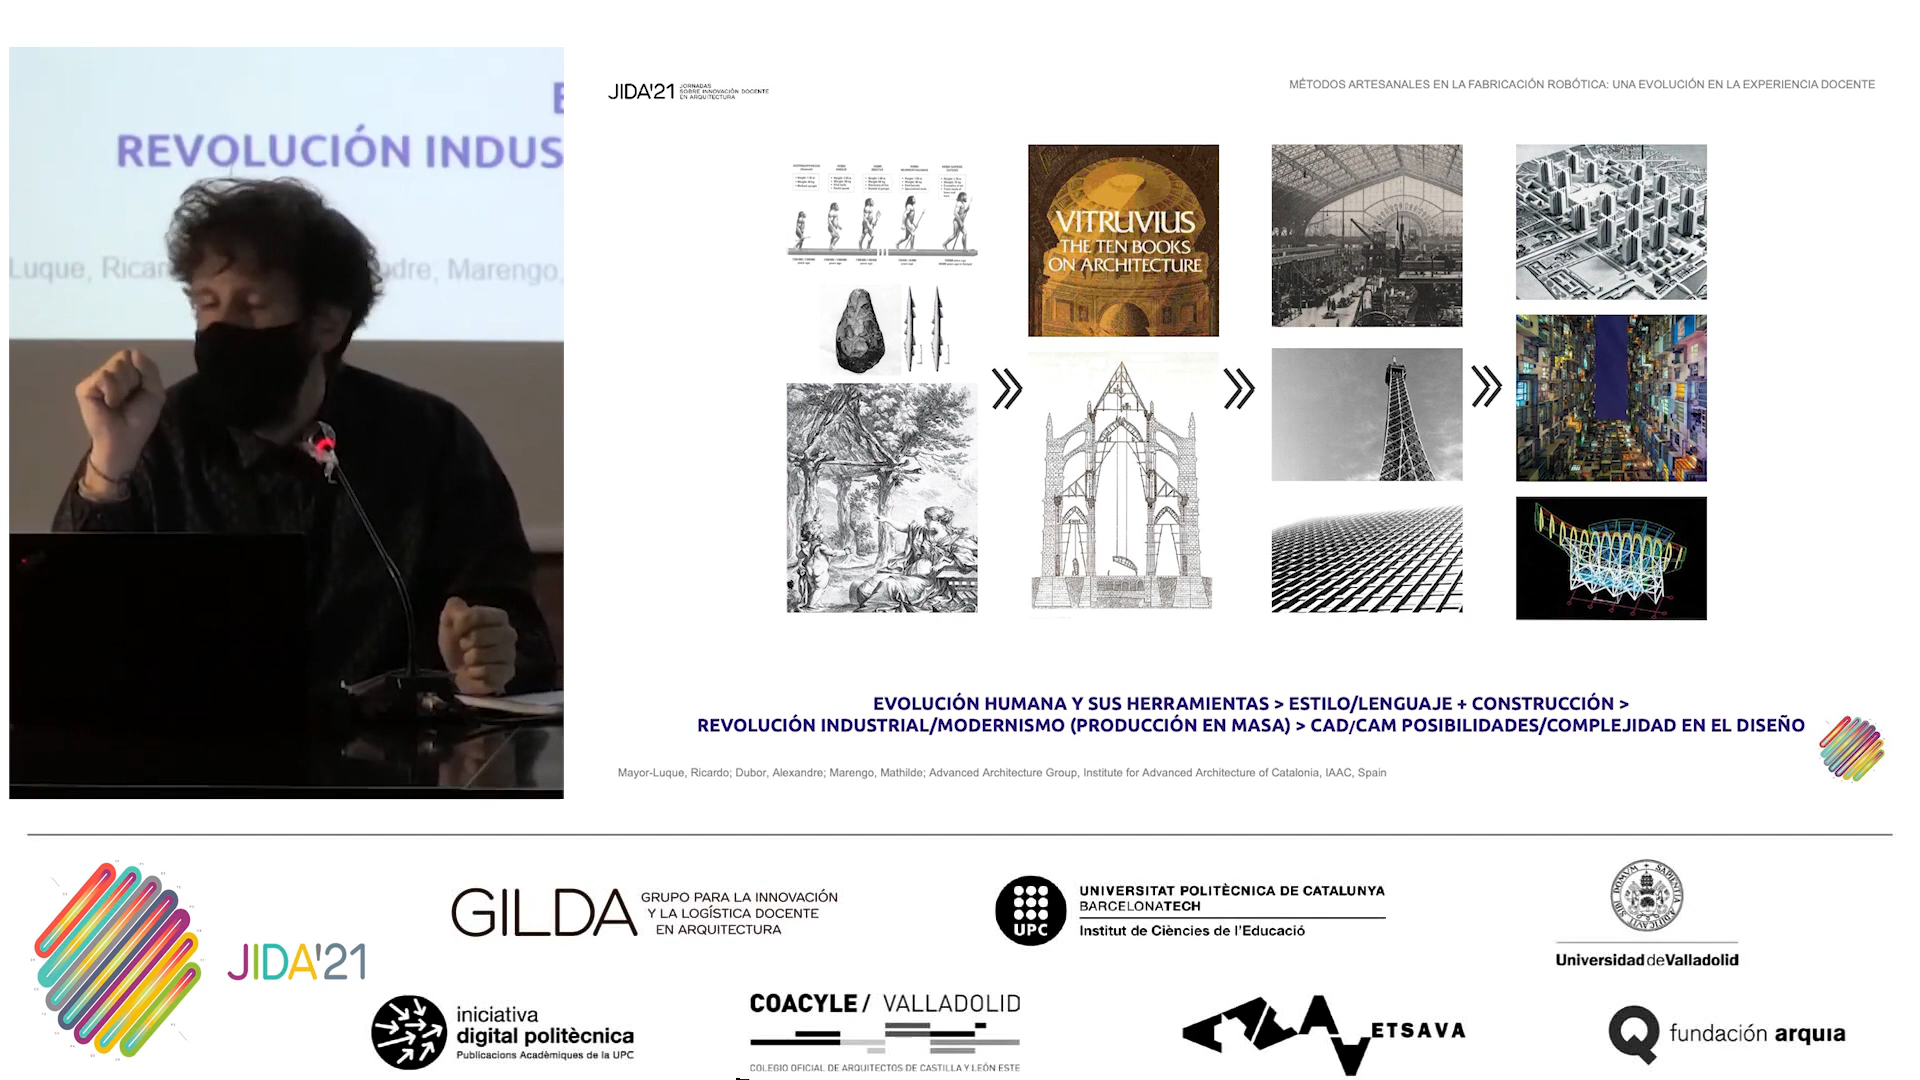 REVOLUCIÓN INDUS
Luque, Ricar
dre, Marengo,
JIDA'21 JORNADAS
SOBRE INNOVACIÓN DOCENTE
EN ARQUITECTURA
MÉTODOS ARTESANALES EN LA FABRICACIÓN ROBÓTICA: UNA EVOLUCIÓN EN LA EXPERIENCIA DOCENTE
VITRUVIUS
THE TEN BOOKS
ON ARCHITECTURE
EVOLUCIÓN HUMANA Y SUS HERRAMIENTAS > ESTILO/LENGUAJE + CONSTRUCCIÓN >
REVOLUCIÓN INDUSTRIAL/MODERNISMO (PRODUCCIÓN EN MASA) > CAD/CAM POSIBILIDADES/COMPLEJIDAD EN EL DISEÑO
Mayor-Luque, Ricardo; Dubor, Alexandre; Marengo, Mathilde; Advanced Architecture Group, Institute for Advanced Architecture of Catalonia, IAAC, Spain
JIDA'21
GILDA
GRUPO PARA LA INNOVACIÓN
Y LA LOGÍSTICA DOCENTE
EN ARQUITECTURA
UPC
UNIVERSITAT POLITÈCNICA DE CATALUNYA
BARCELONATECH
Institut de Ciències de l'Educació
Universidad de Valladolid
iniciativa
digital politècnica
Publicacions Acadèmiques de la UPC
COACYLE / VALLADOLID
COLEGIO OFICIAL DE ARQUITECTOS DE CASTILLA Y LEÓN ESTE
ETSAVA
fundación arquia